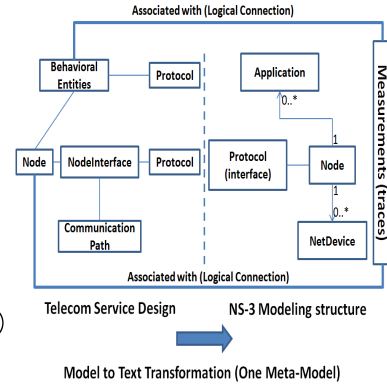 Associated with (Logical Connection)
Behavioral
Entities
Protocol
Application
0..*
Measurements (traces)
1
Node
NodeInterface
Protocol
Protocol
(interface)
Node
1
0..*
Communication
Path
NetDevice
Associated with (Logical Connection)
Telecom Service Design
NS-3 Modeling structure
)
Model to Text Transformation (One Meta-Model)